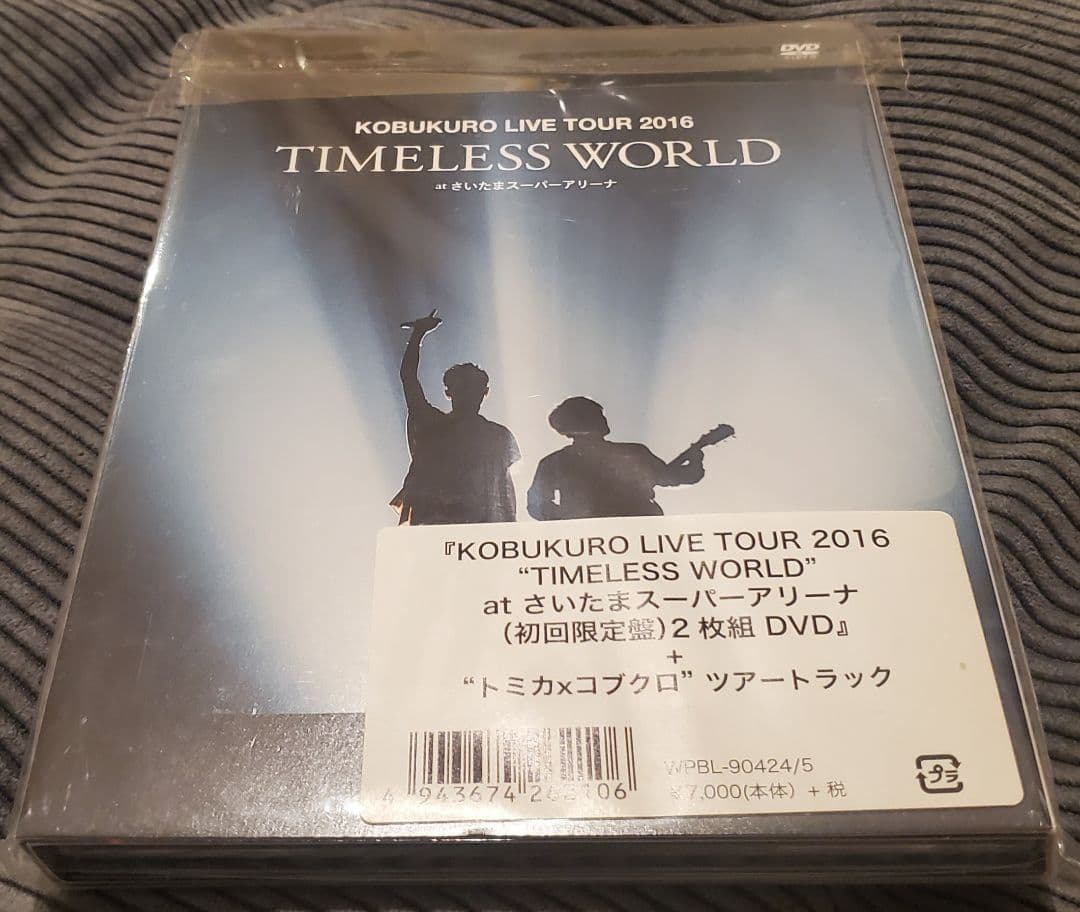 DVD
KOBUKURO LIVE TOUR 2016
TIMELESS WORLD
at さいたまスーパーアリーナ
『KOBUKURO LIVE TOUR 2016
“TIMELESS WORLD”
at さいたまスーパーアリーナ
(初回限定盤)2 枚組 DVD』
+
“トミカxコブクロ” ツアートラック
WPBL-90424/5
¥7,000(本体) + 税
プラ